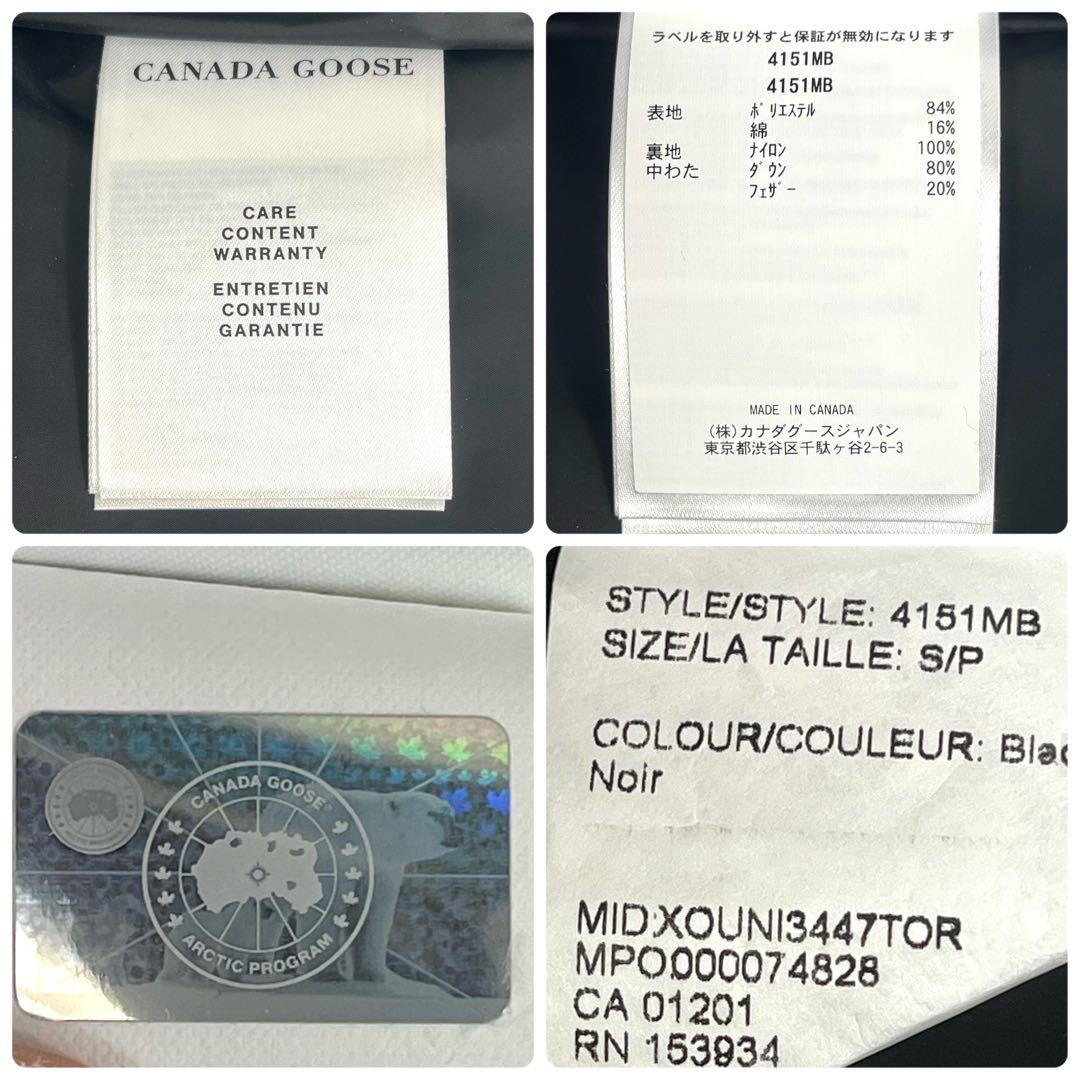 CANADA GOOSE
CARE
CONTENT
WARRANTY
ENTRETIEN
CONTENU
GARANTIE
ラベルを取り外すと保証が無効になります
4151MB
4151MB
表地 ポリエステル 84%
綿 16%
裏地 ナイロン 100%
中わた ダウン 80%
フェザー 20%
MADE IN CANADA
(株)カナダグースジャパン
東京都渋谷区千駄ヶ谷2-6-3
CANADA GOOSE®
ARCTIC PROGRAM
STYLE/STYLE: 4151MB
SIZE/LA TAILLE: S/P
COLOUR/COULEUR: Blac
Noir
MID:XOUNI3447TOR
MPO000074828
CA 01201
RN 153934